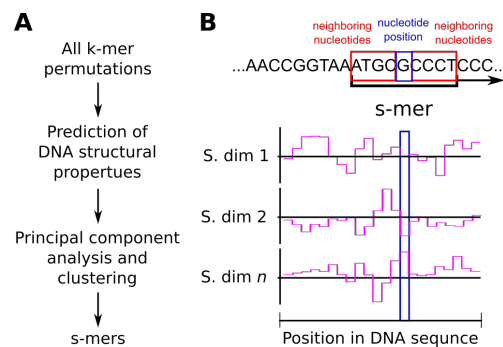 A
All k-mer
permutations
Prediction of
DNA structural
propertues
Principal component
analysis and
clustering
s-mers
B
neighboring
nucleotides
nucleotide
position
neighboring
nucleotides
...AACCGGTAAATGCGCCCTCCC...
s-mer
S. dim 1
S. dim 2
S. dim n
Position in DNA sequnce